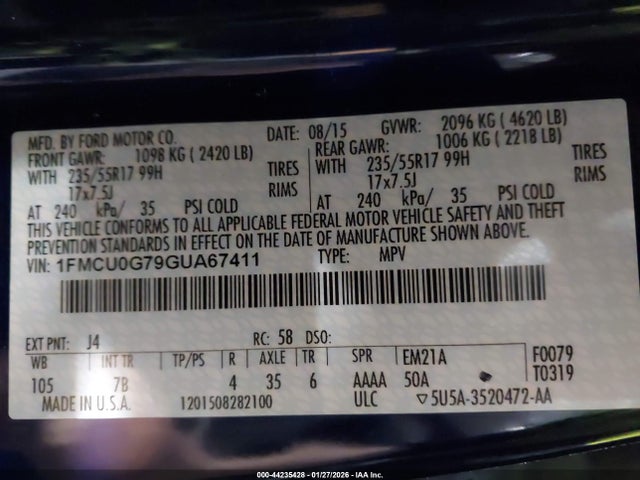 MFD. BY FORD MOTOR CO. DATE: 08/15 GVWR: 2096 KG ( 4620 LB)
FRONT GAWR: 1098 KG ( 2420 LB) REAR GAWR: 1006 KG ( 2218 LB)
WITH 235/55R17 99H TIRES WITH 235/55R17 99H TIRES
17x7.5J RIMS 17x7.5J RIMS
AT 240 kPa/ 35 PSI COLD AT 240 kPa/ 35 PSI COLD
THIS VEHICLE CONFORMS TO ALL APPLICABLE FEDERAL MOTOR VEHICLE SAFETY AND THEFT
PREVENTION STANDARDS IN EFFECT ON THE DATE OF MANUFACTURE SHOWN ABOVE.
VIN: 1FMCU0G79GUA67411 TYPE: MPV
EXT PNT: J4 RC: 58 DSO:
WB INT TR TP/PS R AXLE TR SPR EM21A F0079
105 7B 4 35 6 AAAA 50A T0319
MADE IN U.S.A. 1201508282100 ULC ▽5U5A-3520472-AA
000-44235428 - 01/27/2026 - IAA Inc.